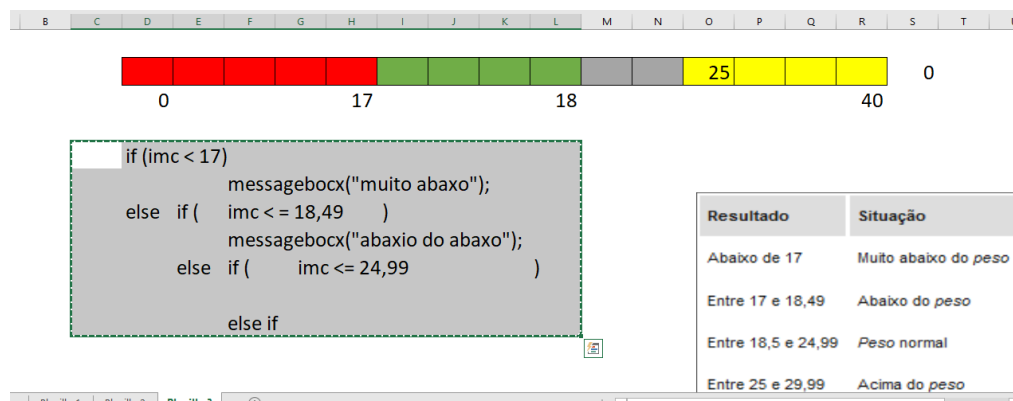 B C D E F G H I J K L M N O P Q R S T
25 0
0 17 18 40
if (imc < 17)
messagebocx("muito abaxo");
else if ( imc < = 18,49 )
messagebocx("abaxio do abaxo");
else if ( imc <= 24,99 )
else if
Resultado Situação
Abaixo de 17 Muito abaixo do peso
Entre 17 e 18,49 Abaixo do peso
Entre 18,5 e 24,99 Peso normal
Entre 25 e 29,99 Acima do peso